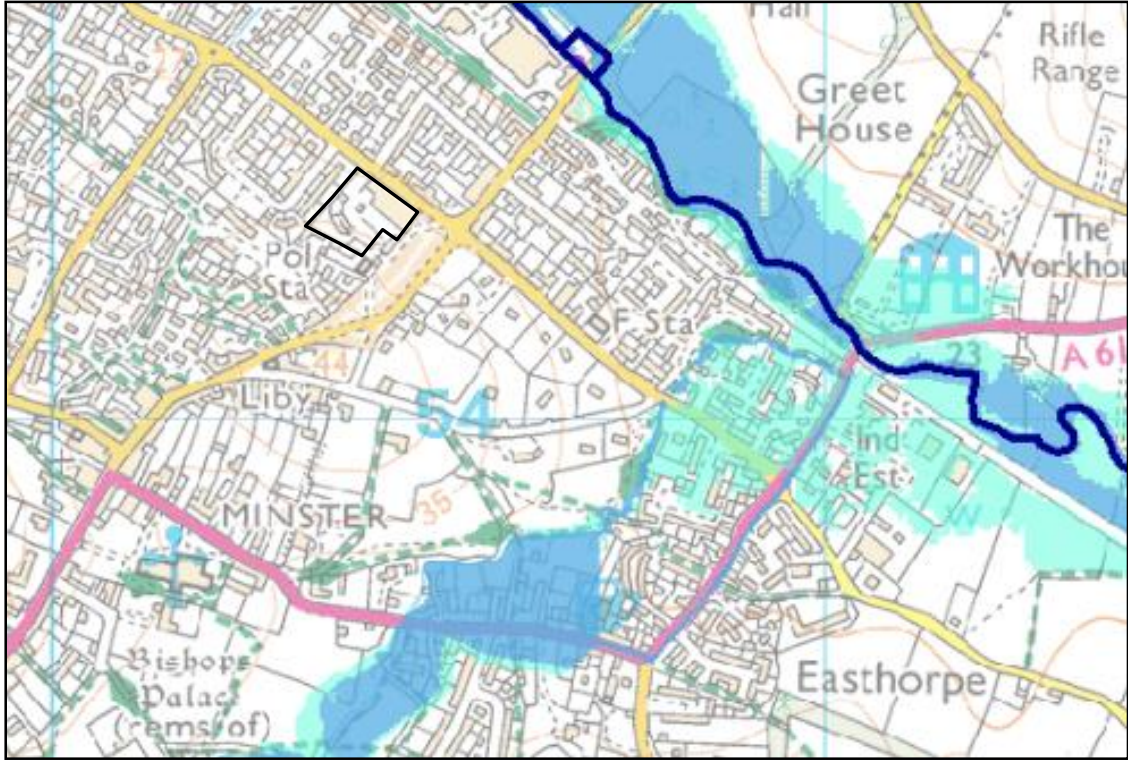 Hall
Rifle
Range
Greet
House
The
Workhou
Pol
Sta
F Sta
A 61
23
44
Liby
54
Ind
Est
W
35
MINSTER
Bishops
Palac
(rems of)
Easthorpe